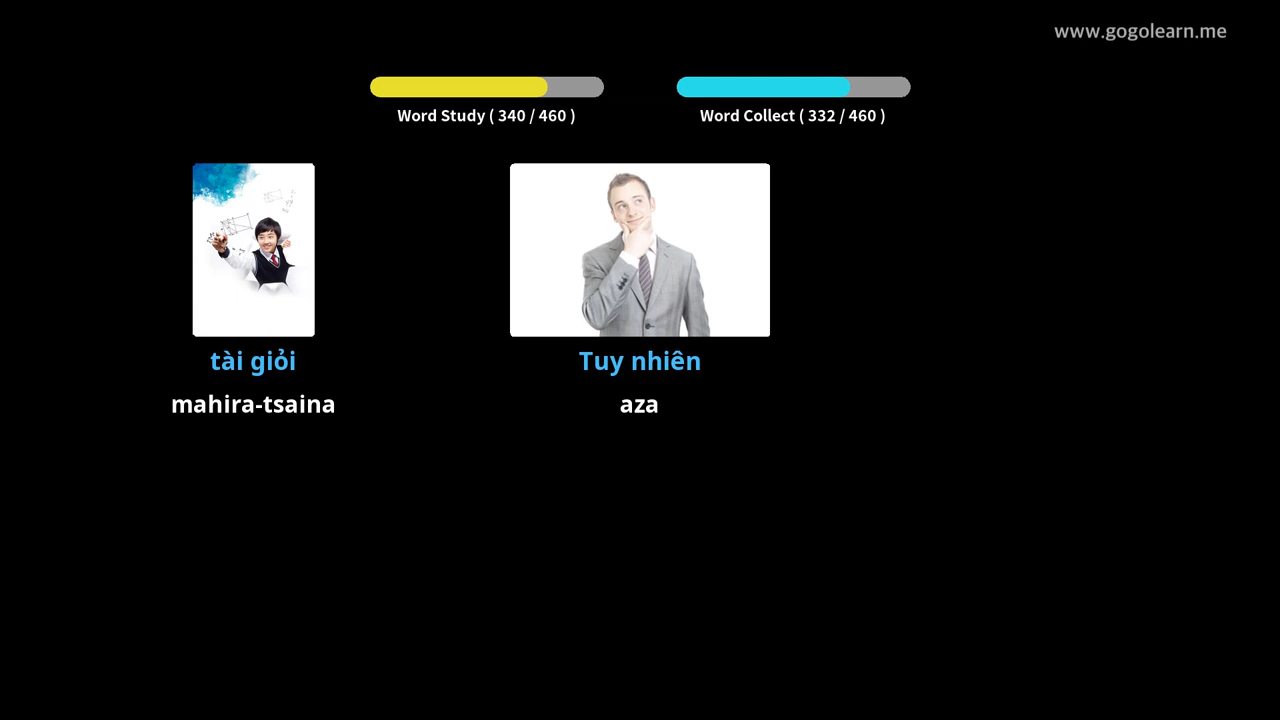 www.gogolearn.me
Word Study ( 340 / 460 )
Word Collect ( 332 / 460 )
tài giỏi
mahira-tsaina
Tuy nhiên
aza